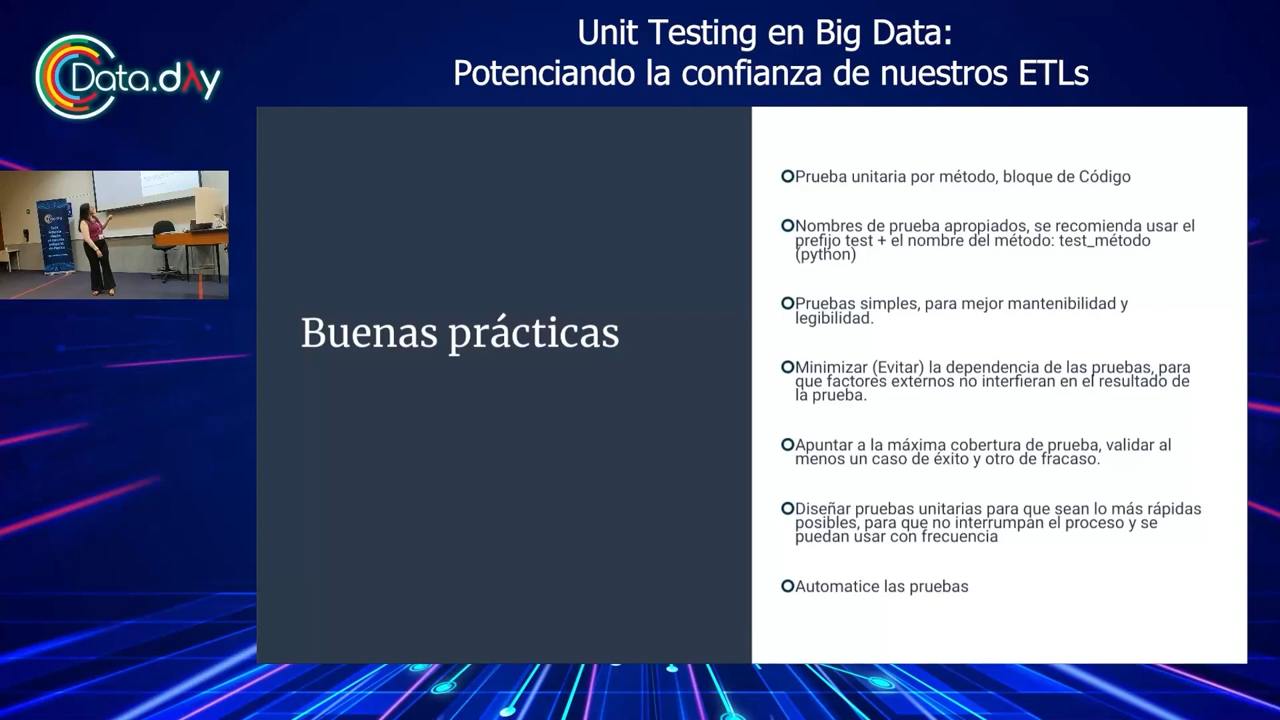 Unit Testing en Big Data:
Potenciando la confianza de nuestros ETLs
Data.dλy
Buenas prácticas
Prueba unitaria por método, bloque de Código
Nombres de prueba apropiados, se recomienda usar el
prefijo test + el nombre del método: test_método
(python)
Pruebas simples, para mejor mantenibilidad y
legibilidad.
Minimizar (Evitar) la dependencia de las pruebas, para
que factores externos no interfieran en el resultado de
la prueba.
Apuntar a la máxima cobertura de prueba, validar al
menos un caso de éxito y otro de fracaso.
Diseñar pruebas unitarias para que sean lo más rápidas
posibles, para que no interrumpan el proceso y se
puedan usar con frecuencia
Automatice las pruebas